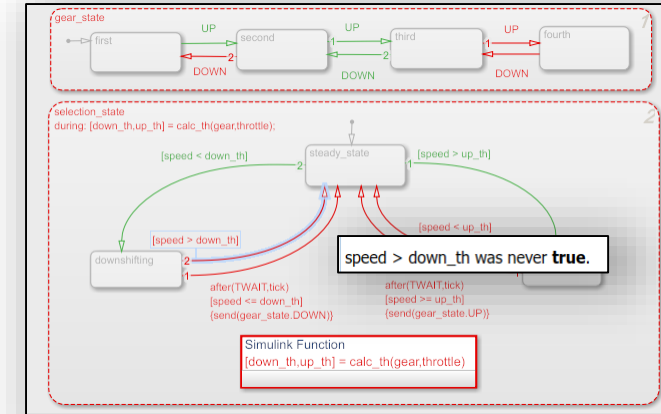 gear_state
1
first
UP
2
DOWN
second
1
UP
2
DOWN
third
1
UP
DOWN
fourth
selection_state
2
during: [down_th,up_th] = calc_th(gear,throttle);
[speed < down_th]
2
steady_state
1
[speed > up_th]
[speed > down_th]
[speed < up_th]
speed > down_th was never true.
downshifting
2
1
1
after(TWAIT,tick)
[speed <= down_th]
{send(gear_state.DOWN)}
after(TWAIT,tick)
[speed >= up_th]
{send(gear_state.UP)}
Simulink Function
[down_th,up_th] = calc_th(gear,throttle)